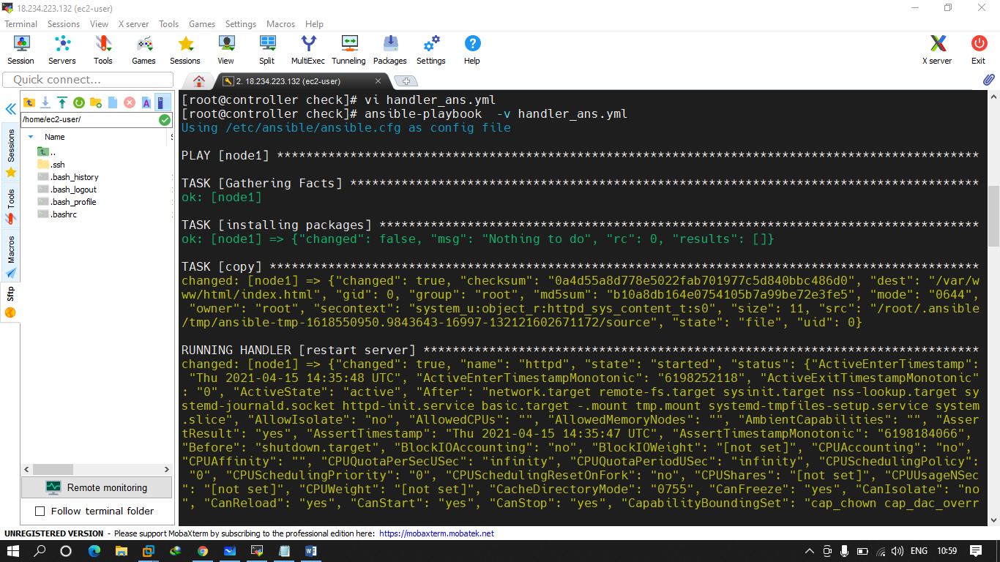 18.234.223.132 (ec2-user)
Terminal Sessions View X server Tools Games Settings Macros Help
Session Servers Tools Games Sessions View Split MultiExec Tunneling Packages Settings Help X server Exit
Quick connect...
2. 18.234.223.132 (ec2-user)
/home/ec2-user/
Name
..
.ssh
.bash_history
.bash_logout
.bash_profile
.bashrc
Sessions
Tools
Macros
Sftp
Remote monitoring
Follow terminal folder
[root@controller check]# vi handler_ans.yml
[root@controller check]# ansible-playbook  -v handler_ans.yml
Using /etc/ansible/ansible.cfg as config file
PLAY [node1] ************************************************************************************************
TASK [Gathering Facts] **************************************************************************************
ok: [node1]
TASK [installing packages] **********************************************************************************
ok: [node1] => {"changed": false, "msg": "Nothing to do", "rc": 0, "results": []}
TASK [copy] *************************************************************************************************
changed: [node1] => {"changed": true, "checksum": "0a4d55a8d778e5022fab701977c5d840bbc486d0", "dest": "/var/w
ww/html/index.html", "gid": 0, "group": "root", "md5sum": "b10a8db164e0754105b7a99be72e3fe5", "mode": "0644",
 "owner": "root", "secontext": "system_u:object_r:httpd_sys_content_t:s0", "size": 11, "src": "/root/.ansible
/tmp/ansible-tmp-1618550950.9843643-16997-132121602671172/source", "state": "file", "uid": 0}
RUNNING HANDLER [restart server] ****************************************************************************
changed: [node1] => {"changed": true, "name": "httpd", "state": "started", "status": {"ActiveEnterTimestamp":
 "Thu 2021-04-15 14:35:48 UTC", "ActiveEnterTimestampMonotonic": "6198252118", "ActiveExitTimestampMonotonic"
: "0", "ActiveState": "active", "After": "network.target remote-fs.target sysinit.target nss-lookup.target sy
stemd-journald.socket httpd-init.service basic.target -.mount tmp.mount systemd-tmpfiles-setup.service system
.slice", "AllowIsolate": "no", "AllowedCPUs": "", "AllowedMemoryNodes": "", "AmbientCapabilities": "", "Asser
tResult": "yes", "AssertTimestamp": "Thu 2021-04-15 14:35:47 UTC", "AssertTimestampMonotonic": "6198184066",
"Before": "shutdown.target", "BlockIOAccounting": "no", "BlockIOWeight": "[not set]", "CPUAccounting": "no",
"CPUAffinity": "", "CPUQuotaPerSecUSec": "infinity", "CPUQuotaPeriodUSec": "infinity", "CPUSchedulingPolicy":
 "0", "CPUSchedulingPriority": "0", "CPUSchedulingResetOnFork": "no", "CPUShares": "[not set]", "CPUUsageNSec
": "[not set]", "CPUWeight": "[not set]", "CacheDirectoryMode": "0755", "CanFreeze": "yes", "CanIsolate": "no
", "CanReload": "yes", "CanStart": "yes", "CanStop": "yes", "CapabilityBoundingSet": "cap_chown cap_dac_overr
UNREGISTERED VERSION - Please support MobaXterm by subscribing to the professional edition here: https://mobaxterm.mobatek.net
ENG 10:59